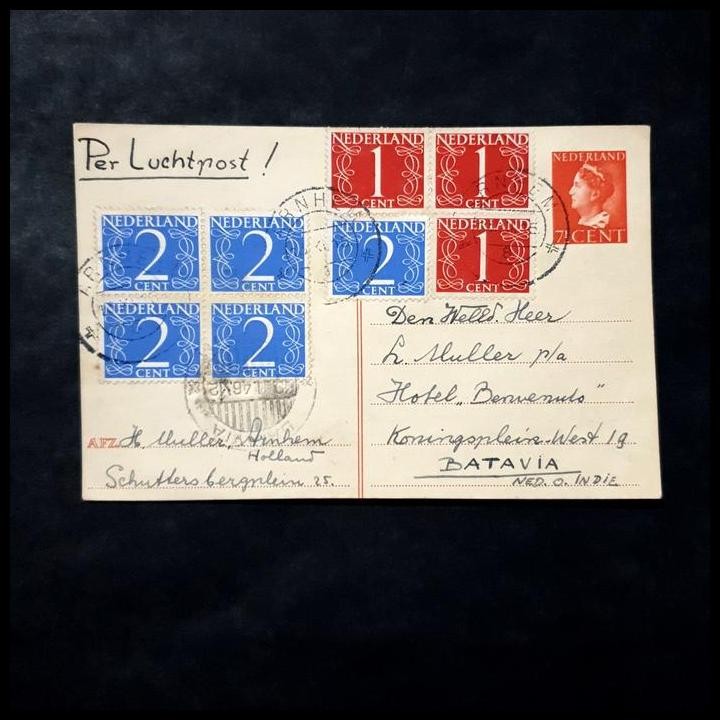 Per Luchtpost !
NEDERLAND
1
CENT
NEDERLAND
1
CENT
NEDERLAND
7½ CENT
NEDERLAND
2
CENT
NEDERLAND
2
CENT
NEDERLAND
2
CENT
NEDERLAND
1
CENT
NEDERLAND
2
CENT
NEDERLAND
2
CENT
ARNHEM
Den Welld. Heer
L. Muller p/a
Hotel „Benvenuto"
Koningsplein-West 19
BATAVIA
NED. O. INDIE
AFZ. H. Muller, Arnhem
Holland
Schuttersbergplein 25.